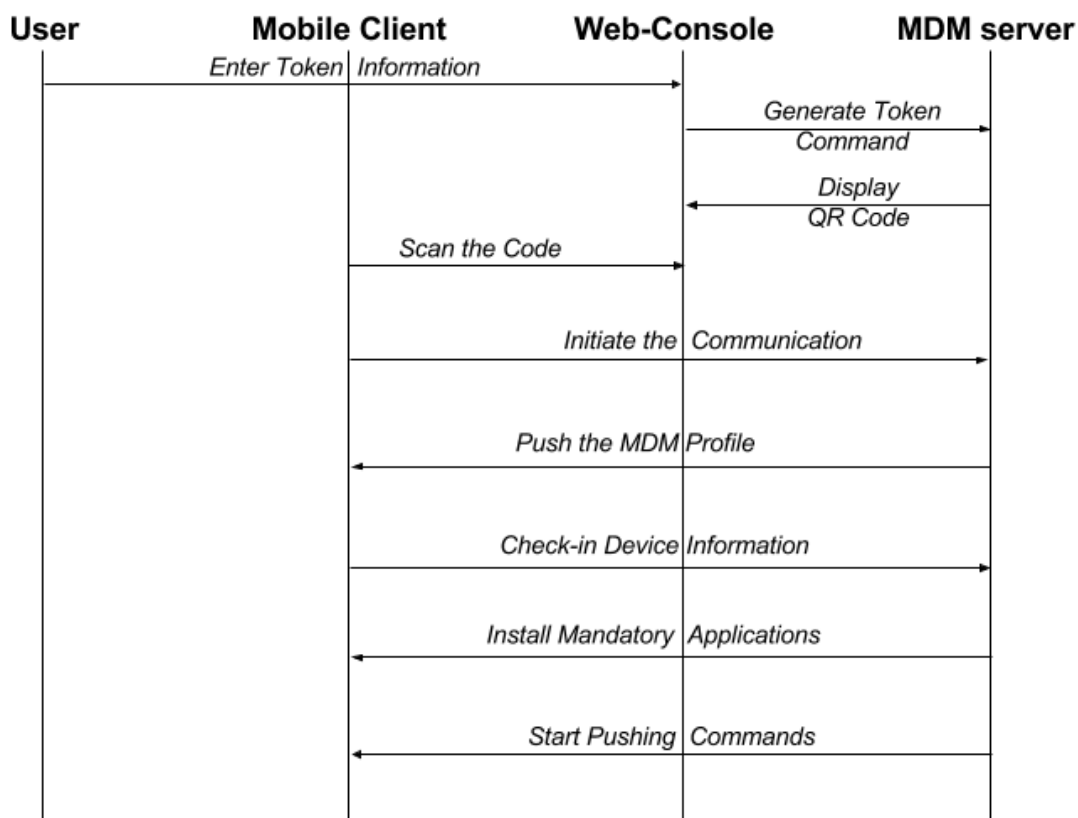 User Mobile Client Web-Console MDM server
Enter Token Information
Generate Token
Command
Display
QR Code
Scan the Code
Initiate the Communication
Push the MDM Profile
Check-in Device Information
Install Mandatory Applications
Start Pushing Commands